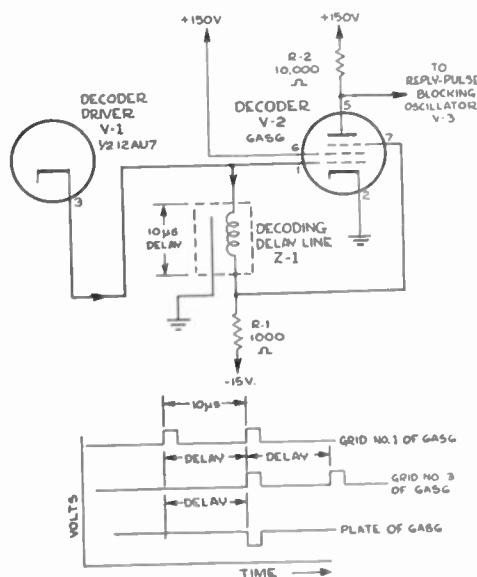 +150V
+150V
R-2
10,000
Ω
TO
REPLY-PULSE
BLOCKING
OSCILLATOR
V-3
DECODER
DRIVER
V-1
1/2 12AU7
DECODER
V-2
6AS6
5
6
7
1
2
3
10μs
DELAY
DECODING
DELAY LINE
Z-1
R-1
1000
Ω
-15V.
10μs
GRID NO. 1 OF 6AS6
DELAY
DELAY
GRID NO. 3
OF 6AS6
DELAY
PLATE OF 6AS6
VOLTS
TIME